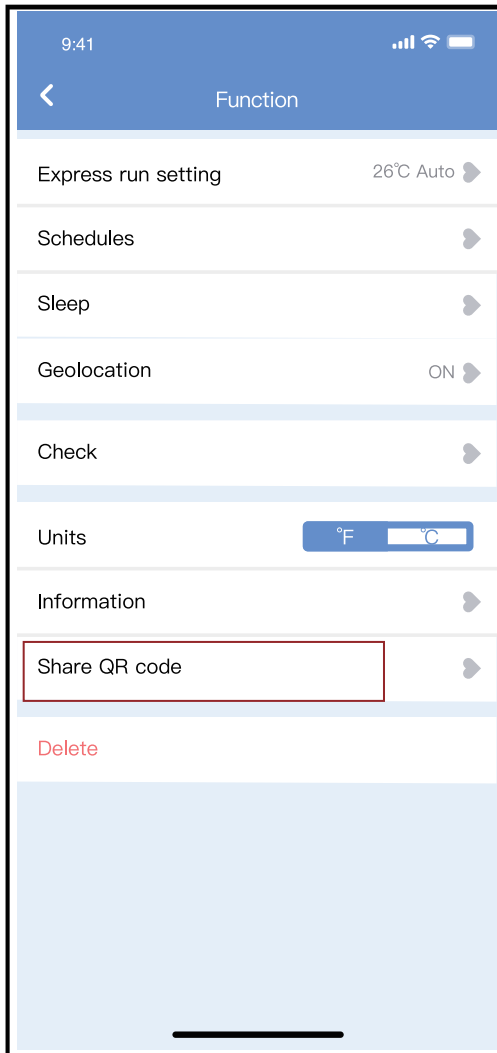 9:41
Function
Express run setting 26℃ Auto
Schedules
Sleep
Geolocation ON
Check
Units °F ℃
Information
Share QR code
Delete